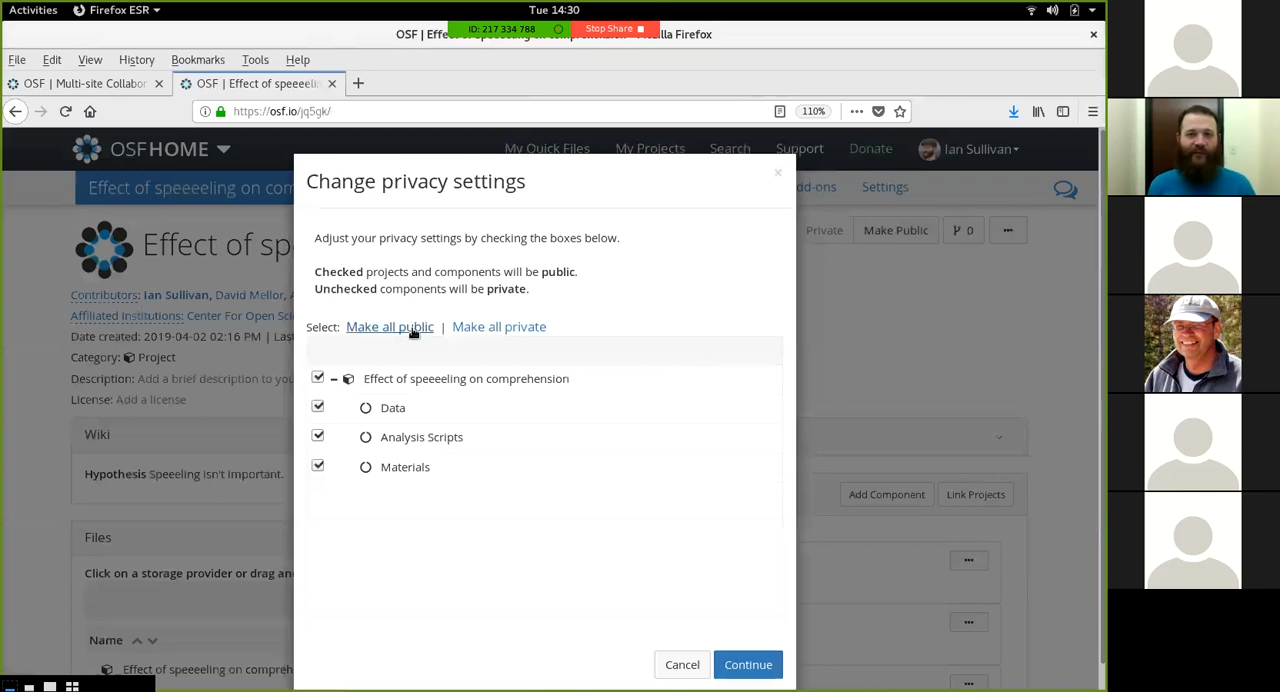 Activities Firefox ESR Tue 14:30
ID: 217 334 788 Stop Share
OSF | Effect of speeeeling on comprehension - Mozilla Firefox
File Edit View History Bookmarks Tools Help
OSF | Multi-site Collabor OSF | Effect of speeeeli
https://osf.io/jq5gk/ 110%
OSFHOME My Quick Files My Projects Search Support Donate Ian Sullivan
Effect of speeeeling on com dd-ons Settings
Change privacy settings
Effect of sp Private Make Public 0
Adjust your privacy settings by checking the boxes below.
Checked projects and components will be public.
Unchecked components will be private.
Contributors: Ian Sullivan, David Mellor, A
Affiliated Institutions: Center For Open Scie
Select: Make all public | Make all private
Date created: 2019-04-02 02:16 PM | Last
Category: Project
Description: Add a brief description to you
License: Add a license
Effect of speeeeling on comprehension
Data
Analysis Scripts
Materials
Wiki
Hypothesis Speeeling isn't important.
Add Component Link Projects
Files
Click on a storage provider or drag an
Name
Effect of speeeeling on compreh
Cancel Continue